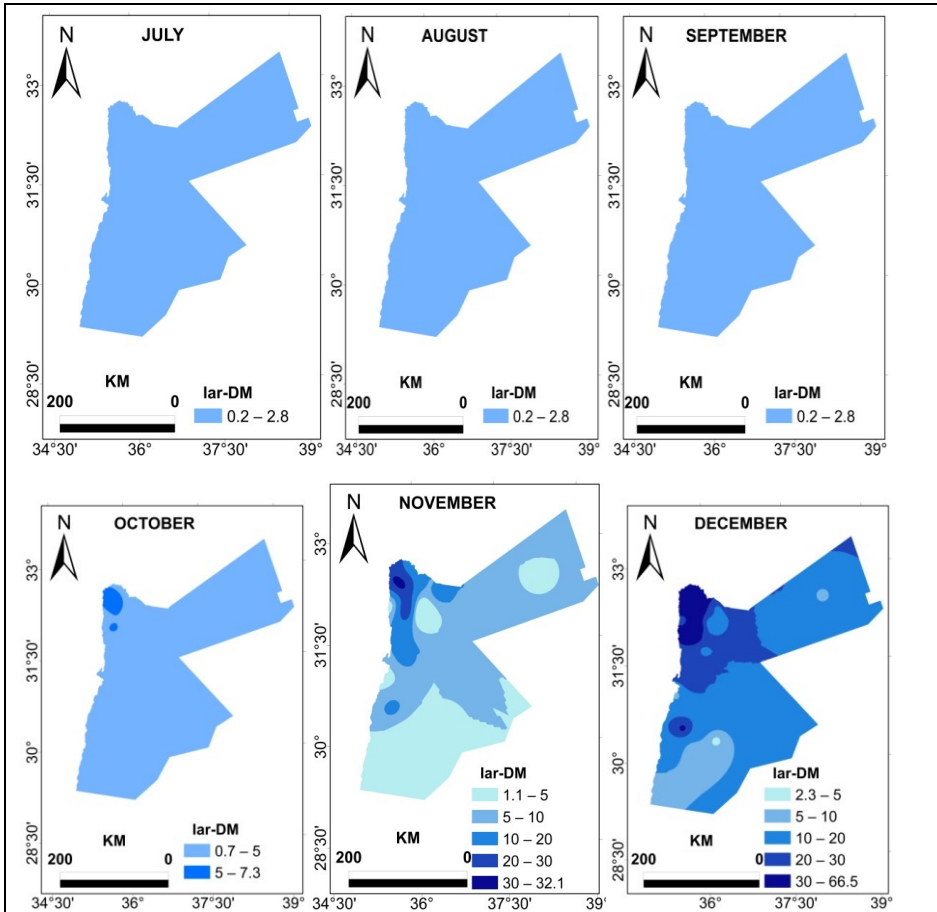 N
JULY
33°
31°30'
30°
28°30'
KM
200 0
Iar-DM
0.2 – 2.8
34°30' 36° 37°30' 39°
N
AUGUST
33°
31°30'
30°
28°30'
KM
200 0
Iar-DM
0.2 – 2.8
34°30' 36° 37°30' 39°
N
SEPTEMBER
33°
31°30'
30°
28°30'
KM
200 0
Iar-DM
0.2 – 2.8
34°30' 36° 37°30' 39°
N
OCTOBER
33°
31°30'
30°
28°30'
KM
200 0
Iar-DM
0.7 – 5
5 – 7.3
34°30' 36° 37°30' 39°
N
NOVEMBER
33°
31°30'
30°
28°30'
KM
200 0
Iar-DM
1.1 – 5
5 – 10
10 – 20
20 – 30
30 – 32.1
34°30' 36° 37°30' 39°
N
DECEMBER
33°
31°30'
30°
28°30'
KM
200 0
Iar-DM
2.3 – 5
5 – 10
10 – 20
20 – 30
30 – 66.5
34°30' 36° 37°30' 39°